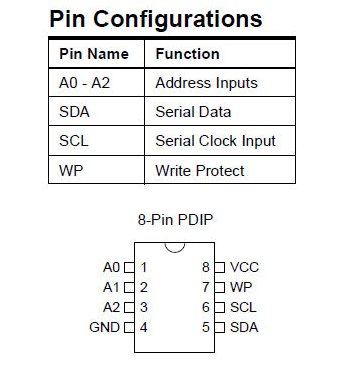 Pin Configurations
Pin Name Function
A0 - A2 Address Inputs
SDA Serial Data
SCL Serial Clock Input
WP Write Protect
8-Pin PDIP
A0 1 8 VCC
A1 2 7 WP
A2 3 6 SCL
GND 4 5 SDA